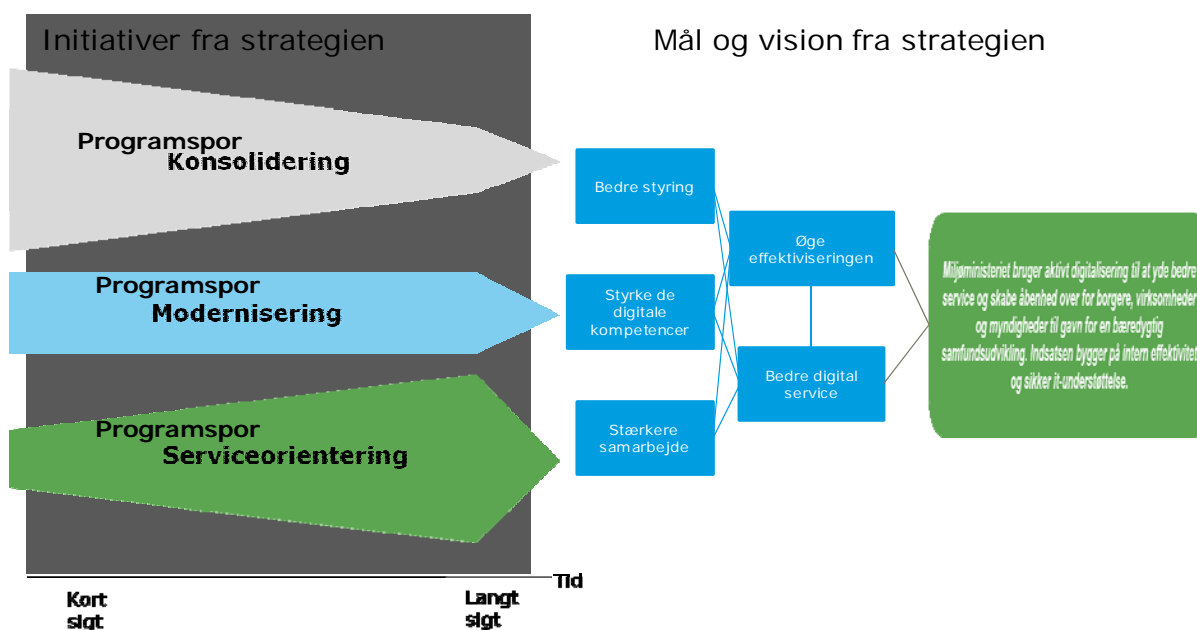 Initiativer fra strategien
Mål og vision fra strategien
Programspor
Konsolidering
Programspor
Modernisering
Programspor
Serviceorientering
Bedre styring
Styrke de
digitale
kompetencer
Stærkere
samarbejde
Øge
effektiviseringen
Bedre digital
service
Miljøministeriet bruger aktivt digitalisering til at yde bedre
service og skabe åbenhed over for borgere, virksomheder
og myndigheder til gavn for en bæredygtig
samfundsudvikling. Indsatsen bygger på intern effektivitet
og sikker it-understøttelse.
Tid
Kort
sigt
Langt
sigt